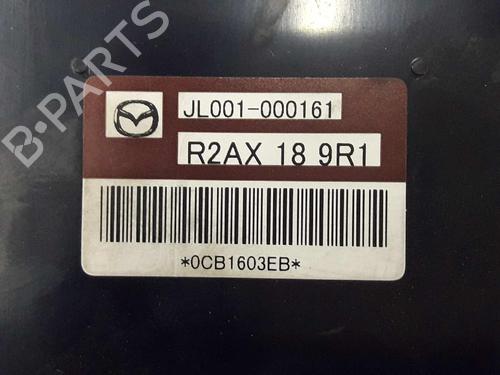 B-PARTS
JL001-000161
R2AX 18 9R1
*0CB1603EB*